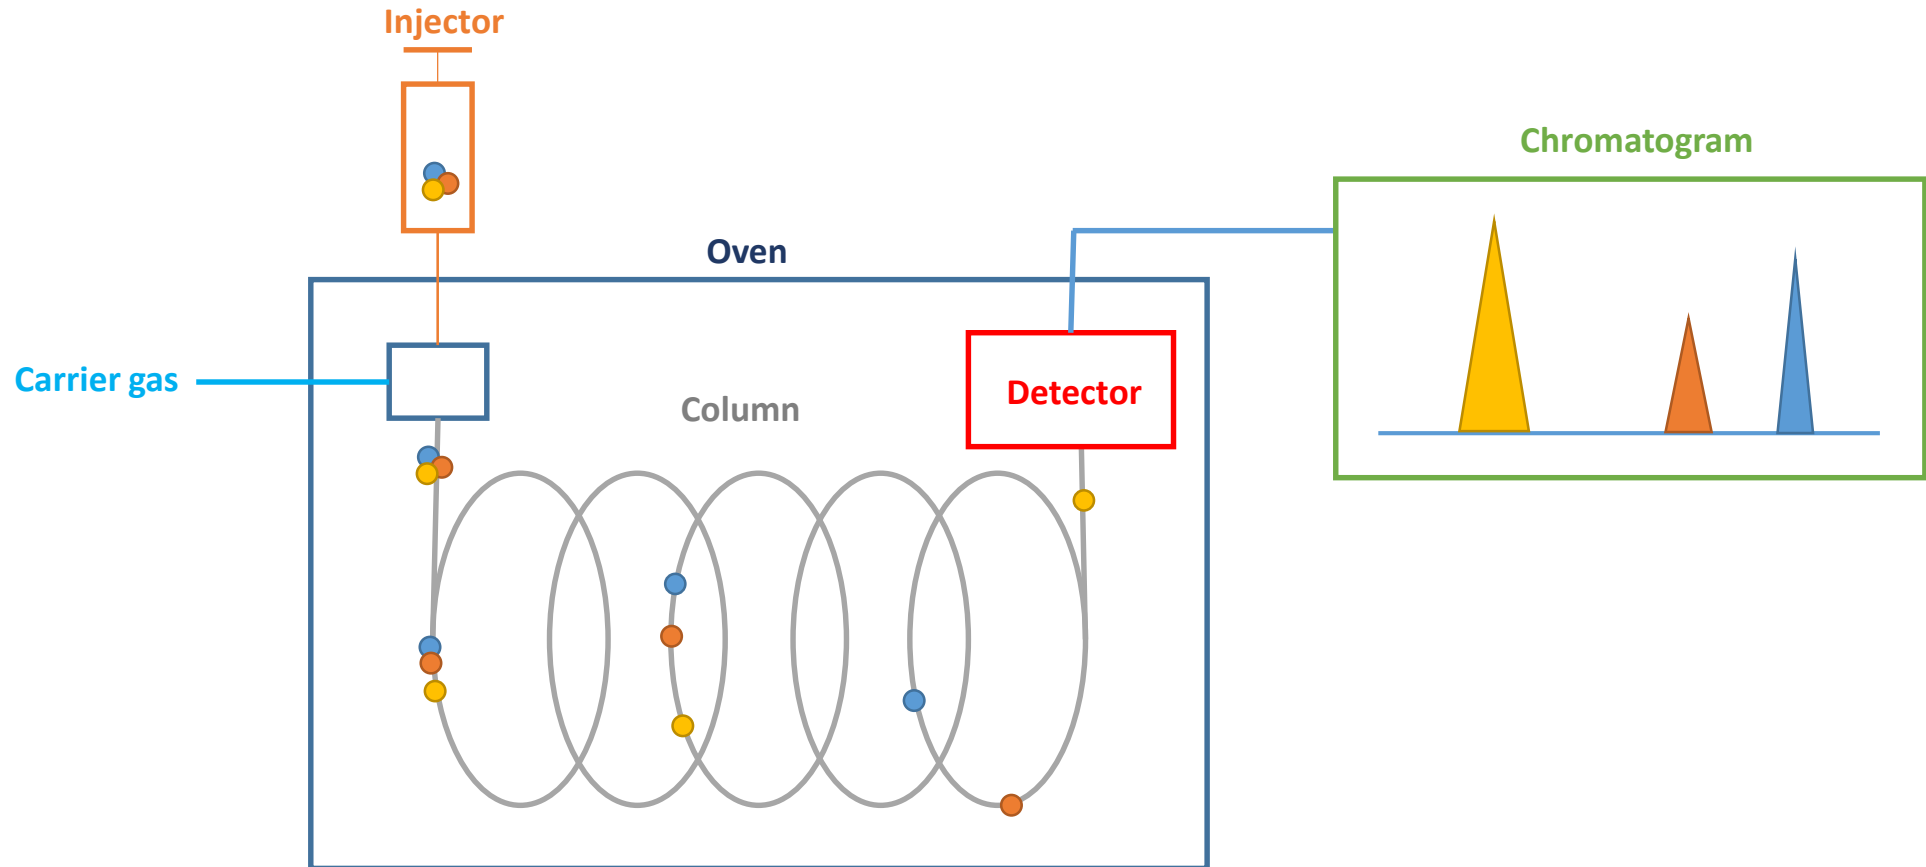 Injector
Chromatogram
Oven
Carrier gas
Column
Detector